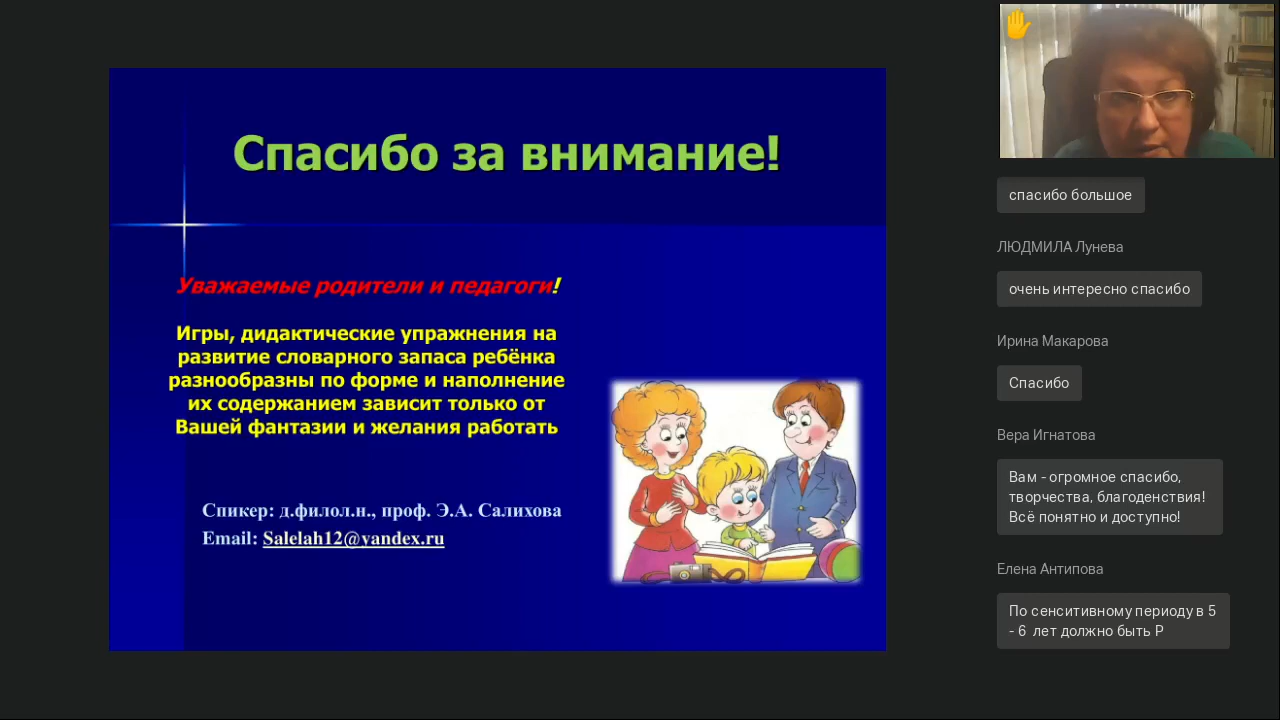 Спасибо за внимание!
Уважаемые родители и педагоги!
Игры, дидактические упражнения на
развитие словарного запаса ребёнка
разнообразны по форме и наполнение
их содержанием зависит только от
Вашей фантазии и желания работать
Спикер: д.филол.н., проф. Э.А. Салихова
Email: Salelah12@yandex.ru
спасибо большое
ЛЮДМИЛА Лунева
очень интересно спасибо
Ирина Макарова
Спасибо
Вера Игнатова
Вам - огромное спасибо,
творчества, благоденствия!
Всё понятно и доступно!
Елена Антипова
По сенситивному периоду в 5
- 6 лет должно быть Р